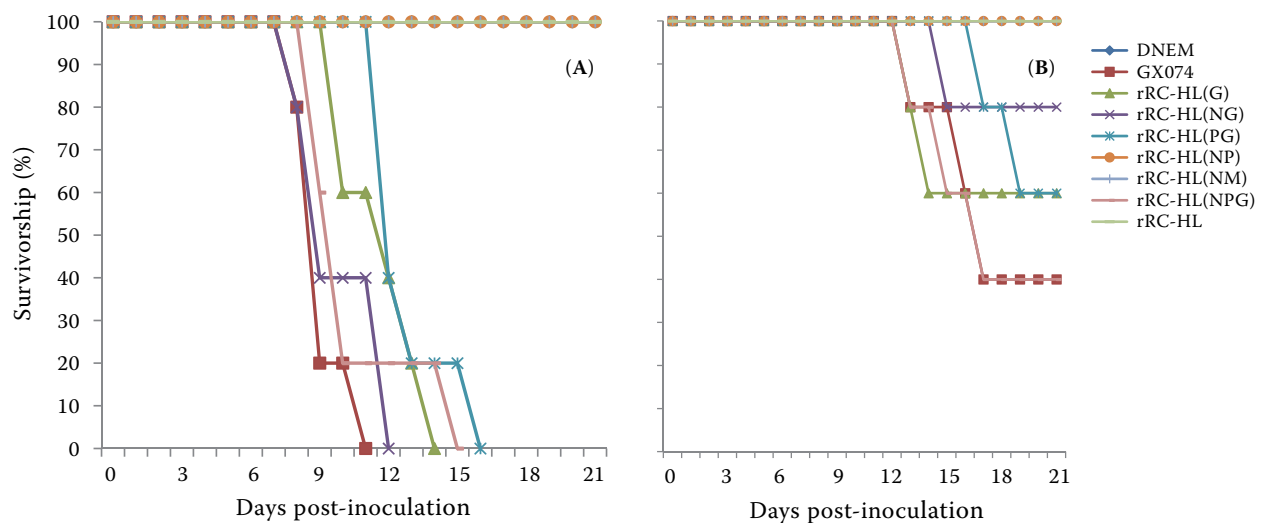 Survivorship (%)
100
90
80
70
60
50
40
30
20
10
0
(A)
0 3 6 9 12 15 18 21
Days post-inoculation
(B)
0 3 6 9 12 15 18 21
Days post-inoculation
DNEM
GX074
rRC-HL(G)
rRC-HL(NG)
rRC-HL(PG)
rRC-HL(NP)
rRC-HL(NM)
rRC-HL(NPG)
rRC-HL